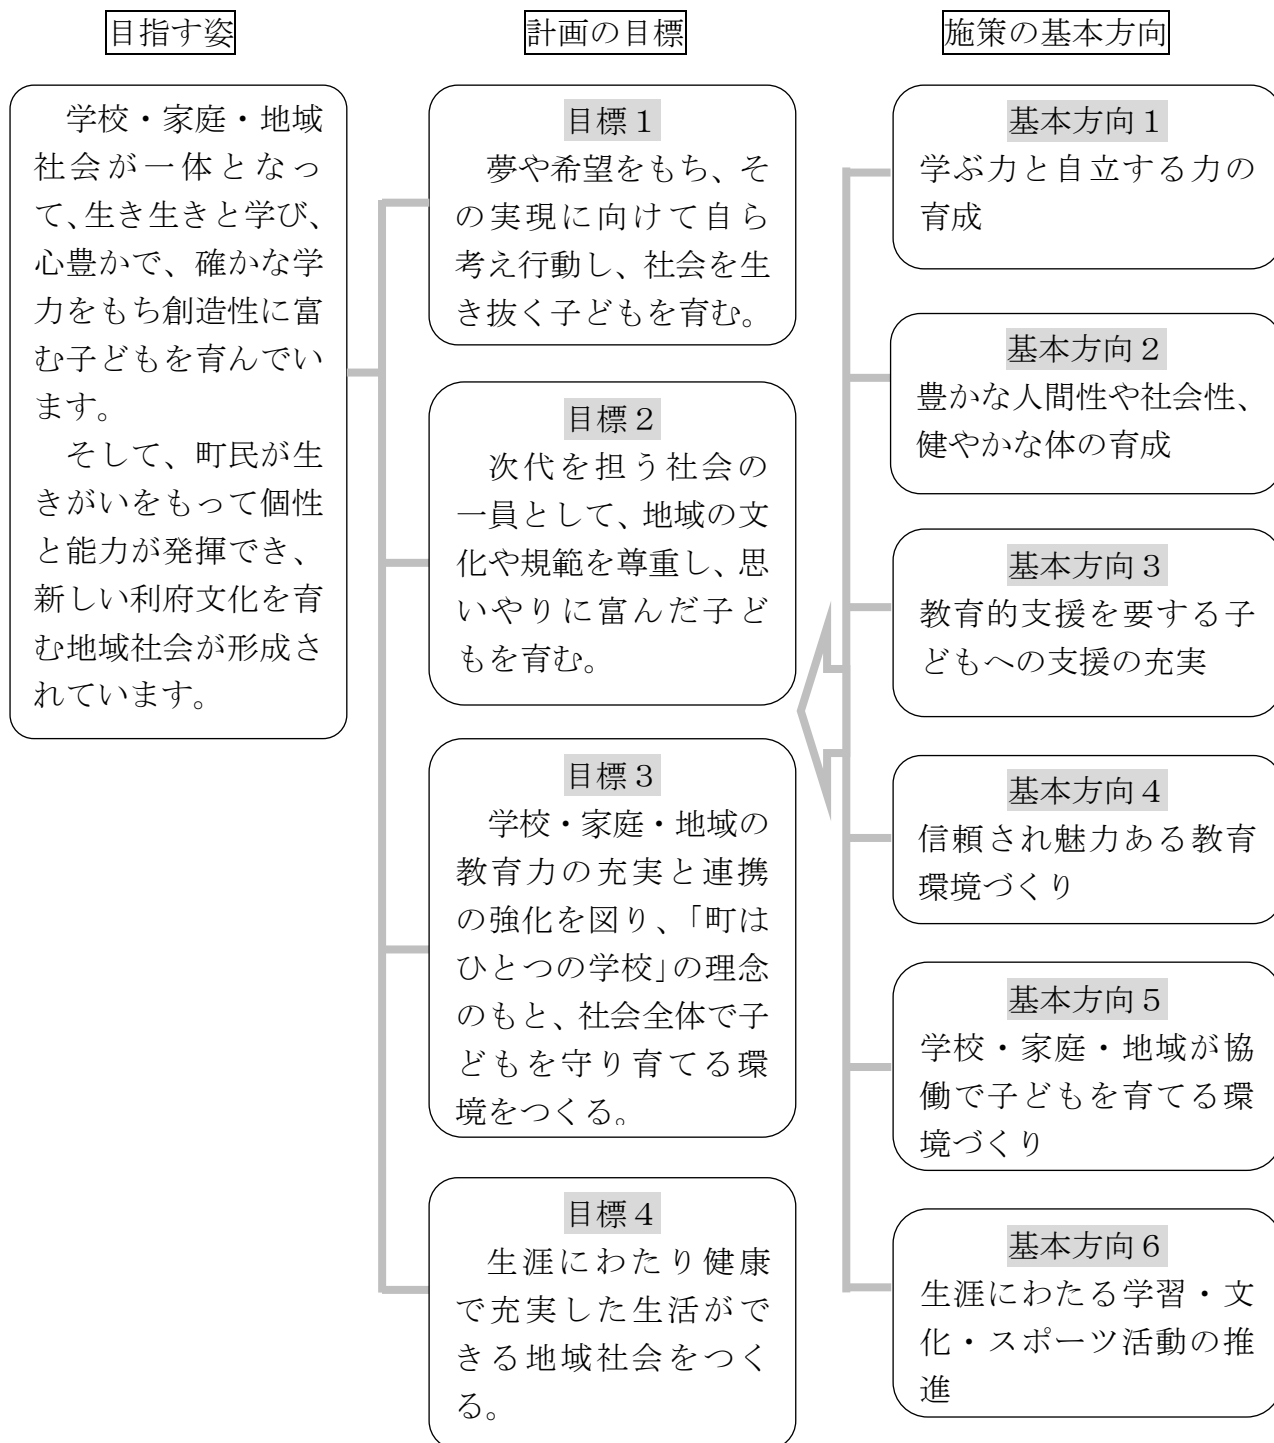 目指す姿
学校・家庭・地域
社会が一体となっ
て、生き生きと学び、
心豊かで、確かな学
力をもち創造性に富
む子どもを育んでい
ます。
そして、町民が生
きがいをもって個性
と能力が発揮でき、
新しい利府文化を育
む地域社会が形成さ
れています。
計画の目標
目標１
夢や希望をもち、そ
の実現に向けて自ら
考え行動し、社会を生
き抜く子どもを育む。
目標２
次代を担う社会の
一員として、地域の文
化や規範を尊重し、思
いやりに富んだ子ど
もを育む。
目標３
学校・家庭・地域の
教育力の充実と連携
の強化を図り、「町は
ひとつの学校」の理念
のもと、社会全体で子
どもを守り育てる環
境をつくる。
目標４
生涯にわたり健康
で充実した生活がで
きる地域社会をつく
る。
施策の基本方向
基本方向１
学ぶ力と自立する力の
育成
基本方向２
豊かな人間性や社会性、
健やかな体の育成
基本方向３
教育的支援を要する子
どもへの支援の充実
基本方向４
信頼され魅力ある教育
環境づくり
基本方向５
学校・家庭・地域が協
働で子どもを育てる環
境づくり
基本方向６
生涯にわたる学習・文
化・スポーツ活動の推
進